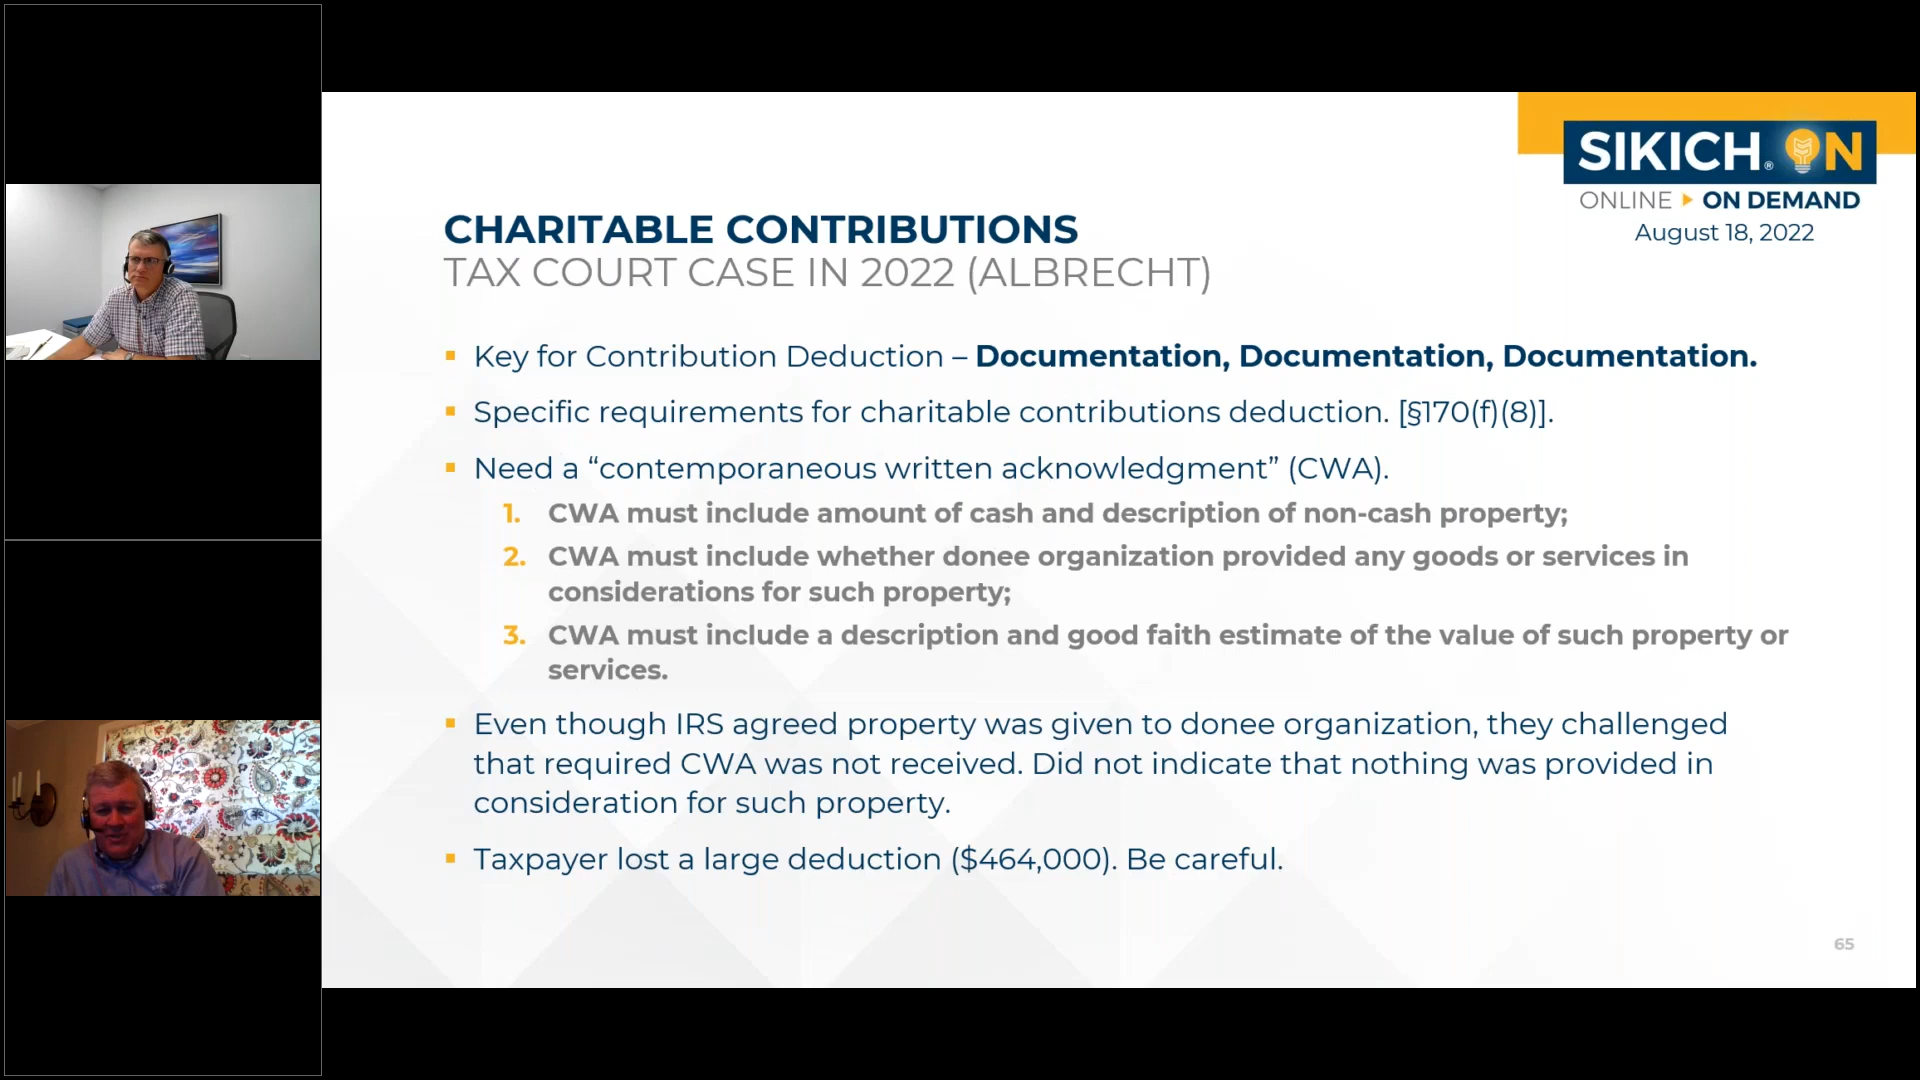 SIKICH® ON
ONLINE ▶ ON DEMAND
August 18, 2022
CHARITABLE CONTRIBUTIONS
TAX COURT CASE IN 2022 (ALBRECHT)
▪ Key for Contribution Deduction – Documentation, Documentation, Documentation.
▪ Specific requirements for charitable contributions deduction. [§170(f)(8)].
▪ Need a “contemporaneous written acknowledgment” (CWA).
1. CWA must include amount of cash and description of non-cash property;
2. CWA must include whether donee organization provided any goods or services in
considerations for such property;
3. CWA must include a description and good faith estimate of the value of such property or
services.
▪ Even though IRS agreed property was given to donee organization, they challenged
that required CWA was not received. Did not indicate that nothing was provided in
consideration for such property.
▪ Taxpayer lost a large deduction ($464,000). Be careful.
65